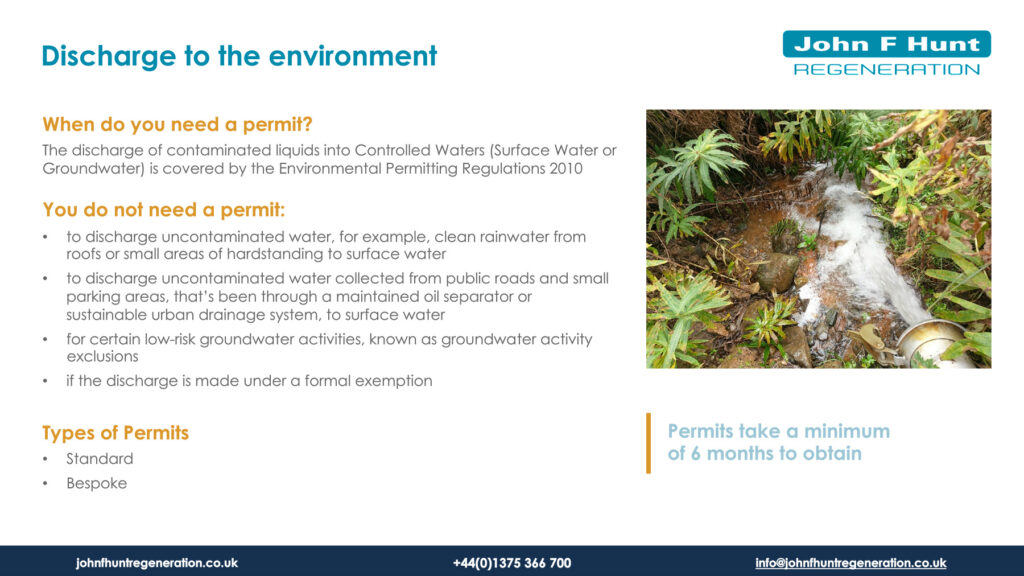 Discharge to the environment
John F Hunt
REGENERATION
When do you need a permit?
The discharge of contaminated liquids into Controlled Waters (Surface Water or
Groundwater) is covered by the Environmental Permitting Regulations 2010
You do not need a permit:
• to discharge uncontaminated water, for example, clean rainwater from
roofs or small areas of hardstanding to surface water
• to discharge uncontaminated water collected from public roads and small
parking areas, that’s been through a maintained oil separator or
sustainable urban drainage system, to surface water
• for certain low-risk groundwater activities, known as groundwater activity
exclusions
• if the discharge is made under a formal exemption
Types of Permits
• Standard
• Bespoke
Permits take a minimum
of 6 months to obtain
johnfhuntregeneration.co.uk
+44(0)1375 366 700
info@johnfhuntregeneration.co.uk